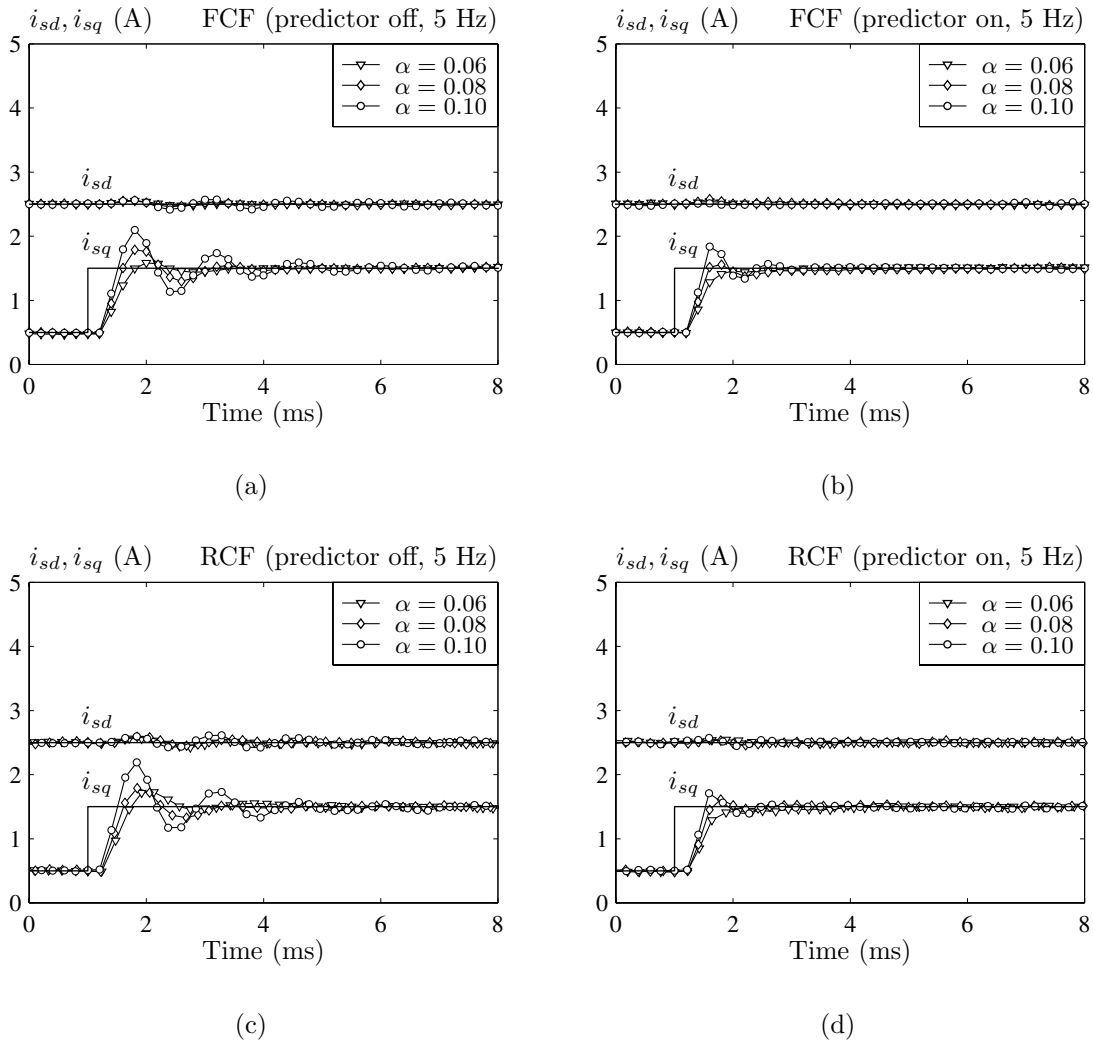 i_sd, i_sq (A) FCF (predictor off, 5 Hz)
5
4
3
2
1
0
α = 0.06
α = 0.08
α = 0.10
i_sd
i_sq
0 2 4 6 8
Time (ms)
(a)
i_sd, i_sq (A) FCF (predictor on, 5 Hz)
5
4
3
2
1
0
α = 0.06
α = 0.08
α = 0.10
i_sd
i_sq
0 2 4 6 8
Time (ms)
(b)
i_sd, i_sq (A) RCF (predictor off, 5 Hz)
5
4
3
2
1
0
α = 0.06
α = 0.08
α = 0.10
i_sd
i_sq
0 2 4 6 8
Time (ms)
(c)
i_sd, i_sq (A) RCF (predictor on, 5 Hz)
5
4
3
2
1
0
α = 0.06
α = 0.08
α = 0.10
i_sd
i_sq
0 2 4 6 8
Time (ms)
(d)